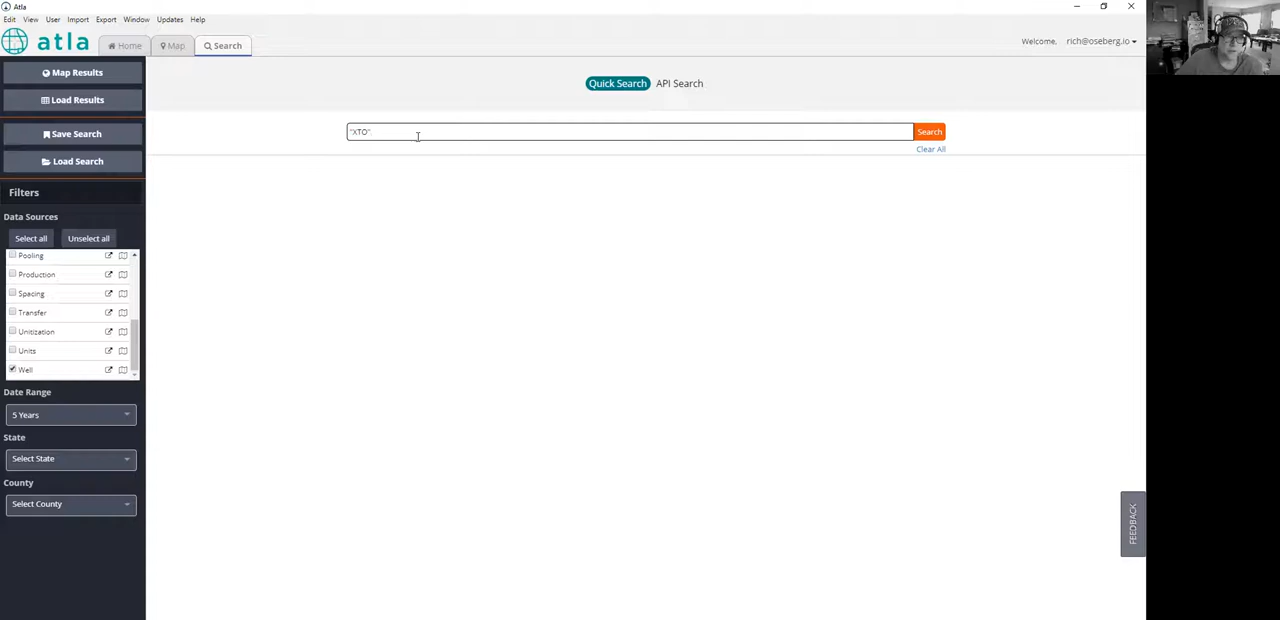 Atla
Edit View User Import Export Window Updates Help
atla Home Map Search Welcome, rich@oseberg.io
Map Results
Load Results
Save Search
Load Search
Filters
Data Sources
Select all Unselect all
Pooling
Production
Spacing
Transfer
Unitization
Units
Well
Date Range
5 Years
State
Select State
County
Select County
Quick Search API Search
"XTO". Search
Clear All
FEEDBACK